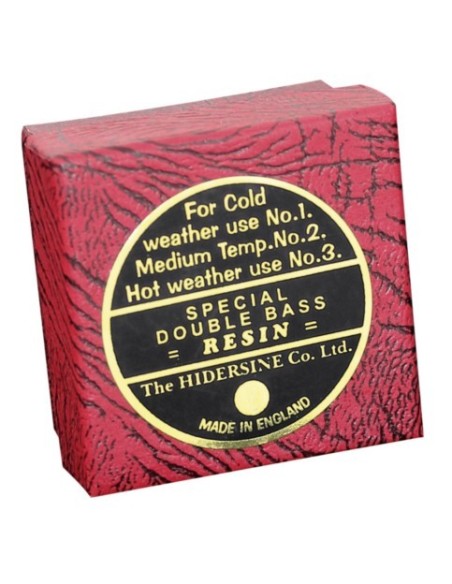 For Cold
weather use No.1.
Medium Temp.No.2.
Hot weather use No.3.
SPECIAL
DOUBLE BASS
= RESIN =
The HIDERSINE Co. Ltd.
MADE IN ENGLAND